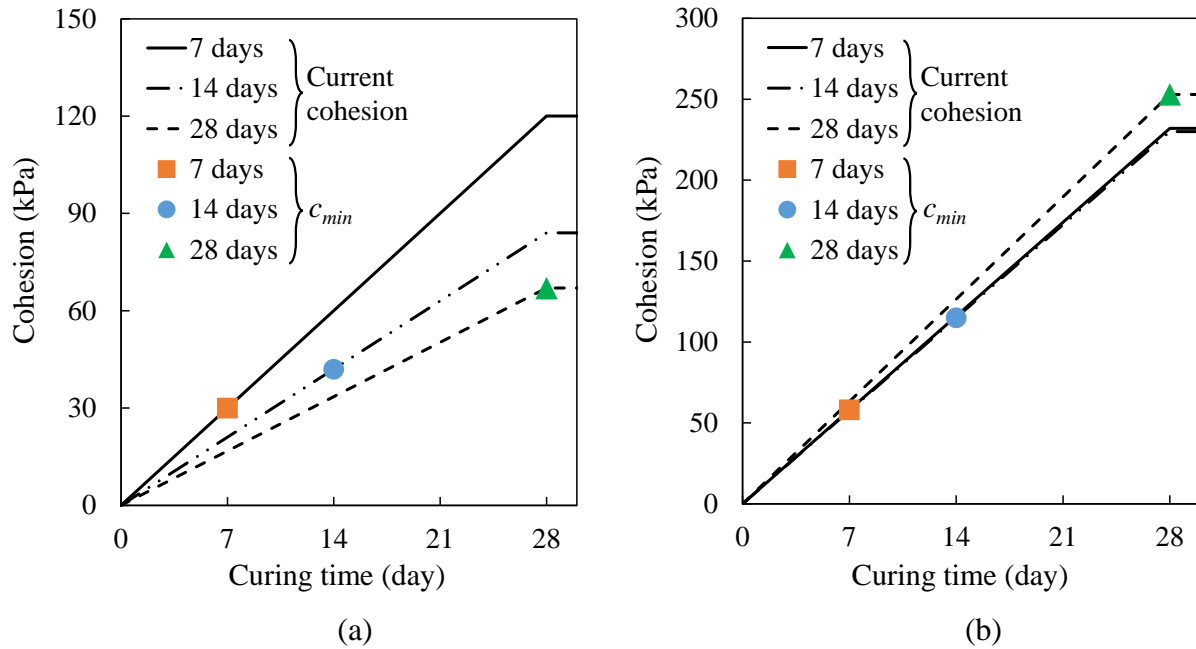 150
120
90
60
30
0
Cohesion (kPa)
7 days
14 days
28 days
Current
cohesion
7 days
14 days
28 days
c_min
0 7 14 21 28
Curing time (day)
(a)
300
250
200
150
100
50
0
Cohesion (kPa)
7 days
14 days
28 days
Current
cohesion
7 days
14 days
28 days
c_min
0 7 14 21 28
Curing time (day)
(b)